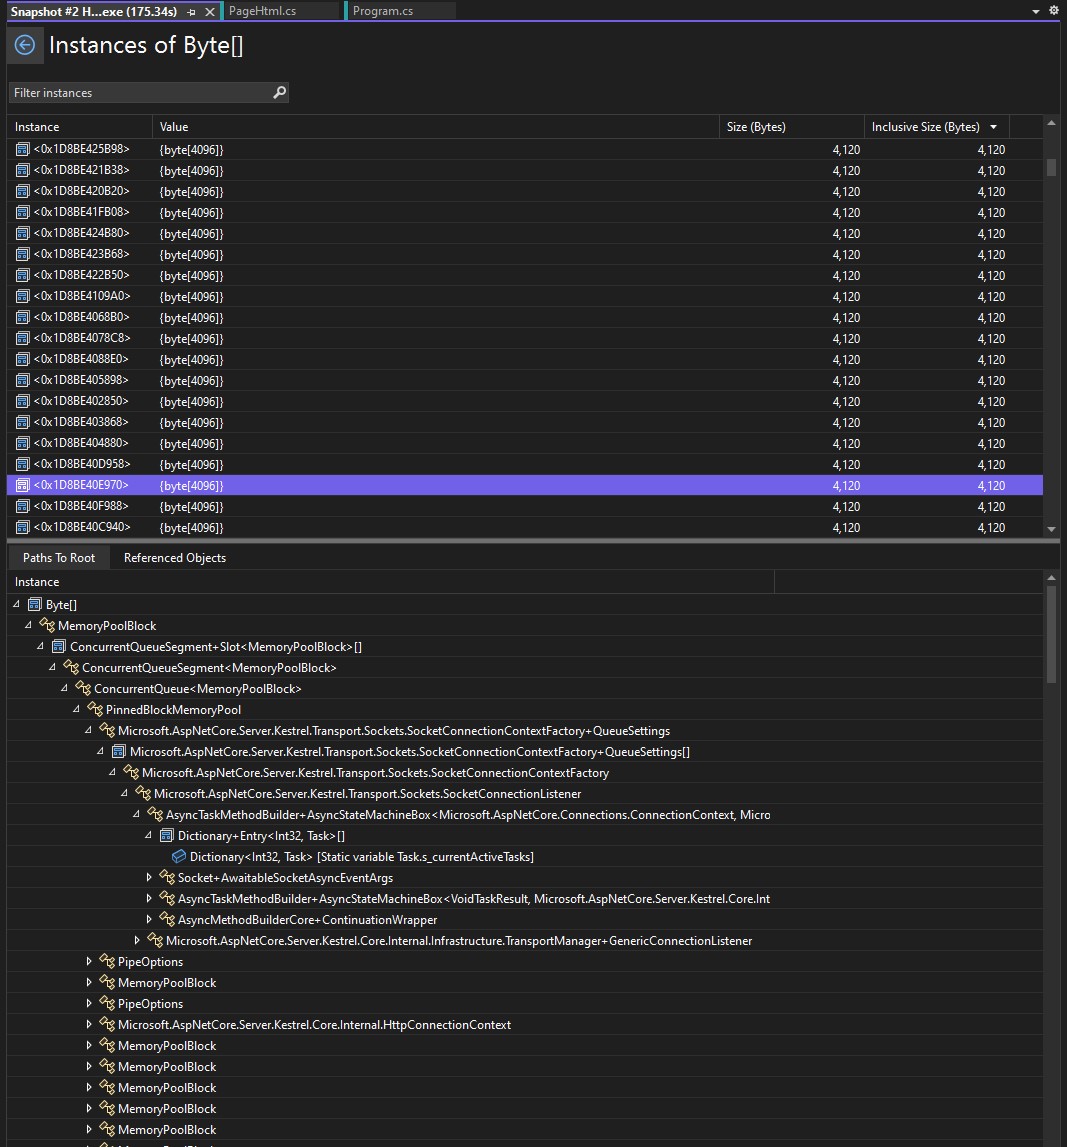 Snapshot #2 H...exe (175.34s) PageHtml.cs Program.cs
Instances of Byte[]
Filter instances
Instance Value Size (Bytes) Inclusive Size (Bytes)
<0x1D8BE425B98> {byte[4096]} 4,120 4,120
<0x1D8BE421B38> {byte[4096]} 4,120 4,120
<0x1D8BE420B20> {byte[4096]} 4,120 4,120
<0x1D8BE41FB08> {byte[4096]} 4,120 4,120
<0x1D8BE424B80> {byte[4096]} 4,120 4,120
<0x1D8BE423B68> {byte[4096]} 4,120 4,120
<0x1D8BE422B50> {byte[4096]} 4,120 4,120
<0x1D8BE4109A0> {byte[4096]} 4,120 4,120
<0x1D8BE4068B0> {byte[4096]} 4,120 4,120
<0x1D8BE4078C8> {byte[4096]} 4,120 4,120
<0x1D8BE4088E0> {byte[4096]} 4,120 4,120
<0x1D8BE405898> {byte[4096]} 4,120 4,120
<0x1D8BE402850> {byte[4096]} 4,120 4,120
<0x1D8BE403868> {byte[4096]} 4,120 4,120
<0x1D8BE404880> {byte[4096]} 4,120 4,120
<0x1D8BE40D958> {byte[4096]} 4,120 4,120
<0x1D8BE40E970> {byte[4096]} 4,120 4,120
<0x1D8BE40F988> {byte[4096]} 4,120 4,120
<0x1D8BE40C940> {byte[4096]} 4,120 4,120
Paths To Root Referenced Objects
Instance
Byte[]
MemoryPoolBlock
ConcurrentQueueSegment+Slot<MemoryPoolBlock>[]
ConcurrentQueueSegment<MemoryPoolBlock>
ConcurrentQueue<MemoryPoolBlock>
PinnedBlockMemoryPool
Microsoft.AspNetCore.Server.Kestrel.Transport.Sockets.SocketConnectionContextFactory+QueueSettings
Microsoft.AspNetCore.Server.Kestrel.Transport.Sockets.SocketConnectionContextFactory+QueueSettings[]
Microsoft.AspNetCore.Server.Kestrel.Transport.Sockets.SocketConnectionContextFactory
Microsoft.AspNetCore.Server.Kestrel.Transport.Sockets.SocketConnectionListener
AsyncTaskMethodBuilder+AsyncStateMachineBox<Microsoft.AspNetCore.Connections.ConnectionContext, Micro
Dictionary+Entry<Int32, Task>[]
Dictionary<Int32, Task> [Static variable Task.s_currentActiveTasks]
Socket+AwaitableSocketAsyncEventArgs
AsyncTaskMethodBuilder+AsyncStateMachineBox<VoidTaskResult, Microsoft.AspNetCore.Server.Kestrel.Core.Int
AsyncMethodBuilderCore+ContinuationWrapper
Microsoft.AspNetCore.Server.Kestrel.Core.Internal.Infrastructure.TransportManager+GenericConnectionListener
PipeOptions
MemoryPoolBlock
PipeOptions
Microsoft.AspNetCore.Server.Kestrel.Core.Internal.HttpConnectionContext
MemoryPoolBlock
MemoryPoolBlock
MemoryPoolBlock
MemoryPoolBlock
MemoryPoolBlock